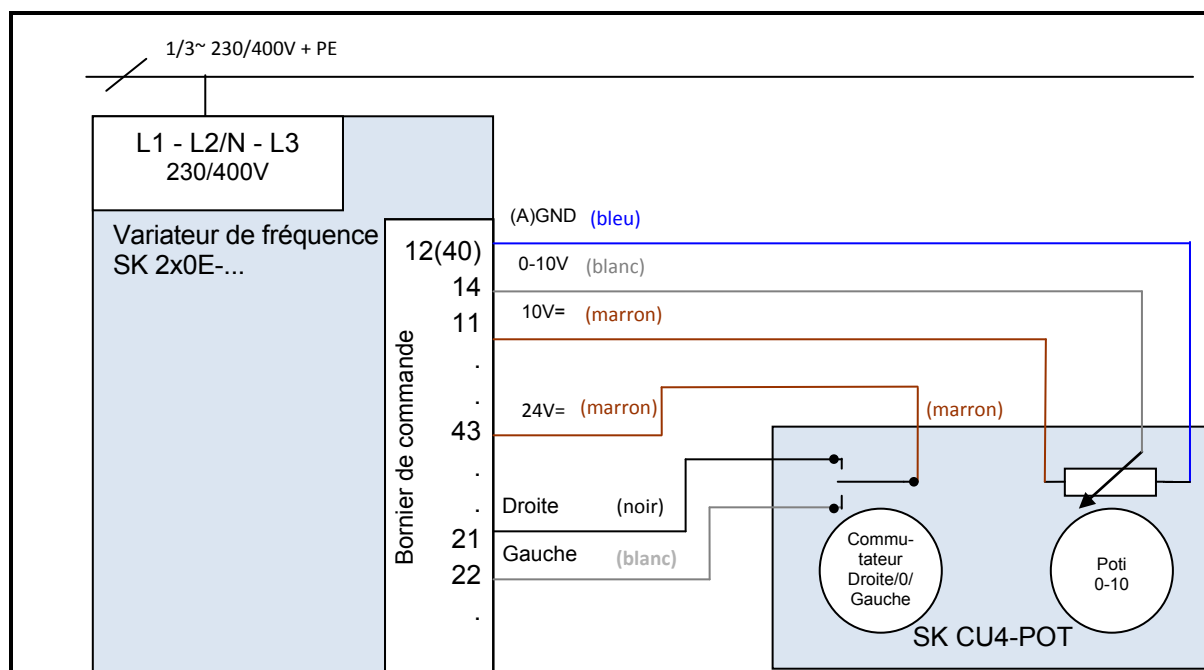 1/3~ 230/400V + PE
L1 - L2/N - L3
230/400V
Variateur de fréquence
SK 2x0E-...
Bornier de commande
12(40)
14
11
.
.
43
.
.
21
22
.
(A)GND (bleu)
0-10V (blanc)
10V= (marron)
24V= (marron)
(marron)
Droite (noir)
Gauche (blanc)
Commu-
tateur
Droite/0/
Gauche
Poti
0-10
SK CU4-POT